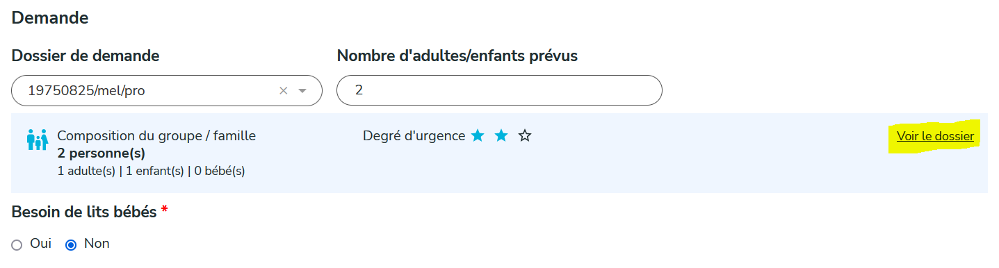 Demande
Dossier de demande
Nombre d'adultes/enfants prévus
19750825/mel/pro
2
Composition du groupe / famille
2 personne(s)
1 adulte(s) | 1 enfant(s) | 0 bébé(s)
Degré d'urgence
Voir le dossier
Besoin de lits bébés *
Oui
Non